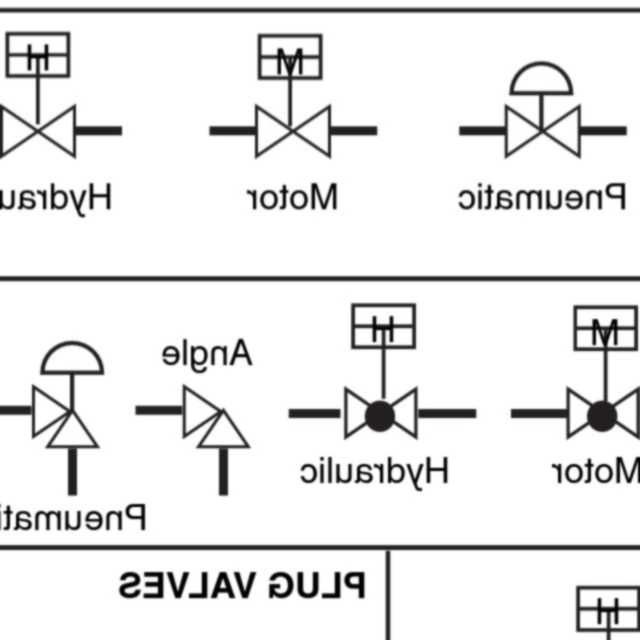 H M
Hydrau Motor Pneumatic
H M
Angle
Hydraulic Motor
Pneumati
PLUG VALVES
H